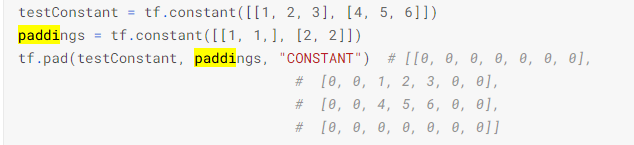 testConstant = tf.constant([[1, 2, 3], [4, 5, 6]])
paddings = tf.constant([[1, 1,], [2, 2]])
tf.pad(testConstant, paddings, "CONSTANT")  # [[0, 0, 0, 0, 0, 0, 0],
#  [0, 0, 1, 2, 3, 0, 0],
#  [0, 0, 4, 5, 6, 0, 0],
#  [0, 0, 0, 0, 0, 0, 0]]